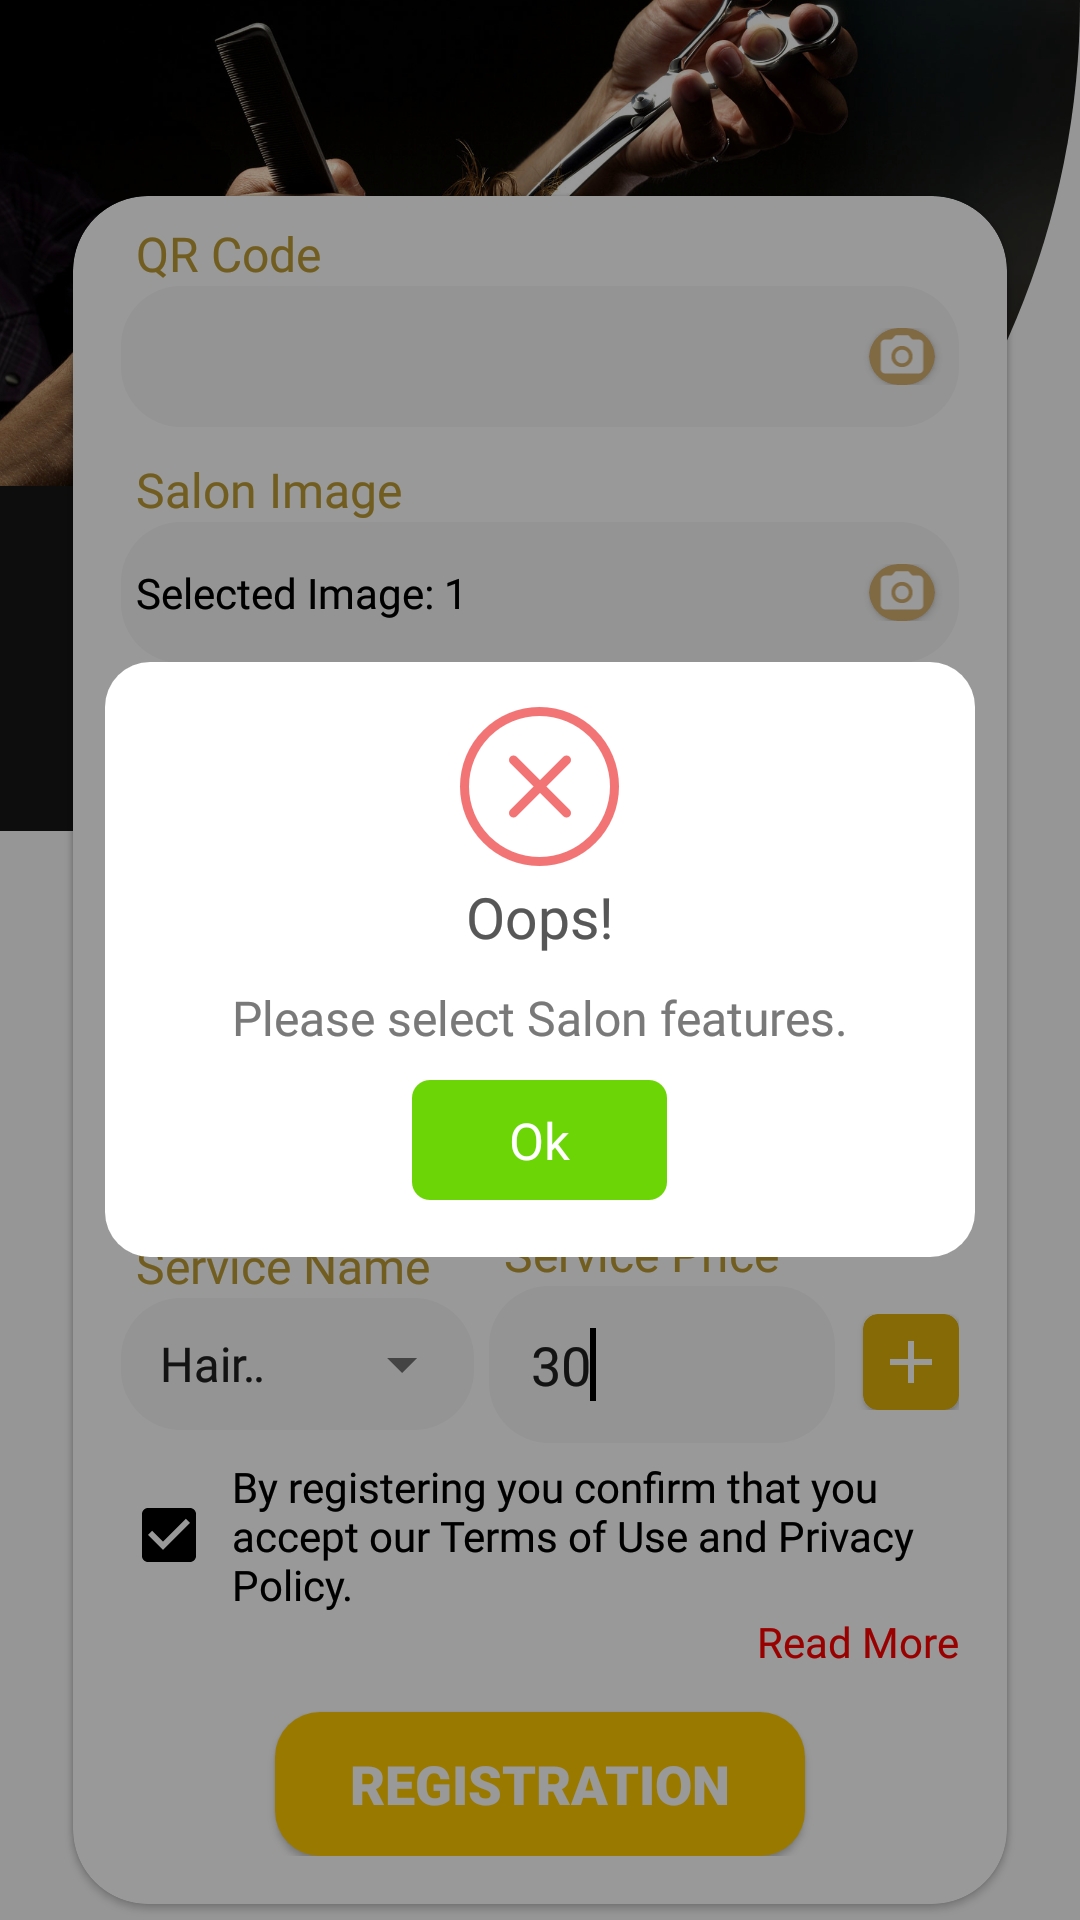 QR Code
Salon Image
Selected Image: 1
Oops!
Please select Salon features.
Ok
Service Name
Service Price
Hair..
30
By registering you confirm that you
accept our Terms of Use and Privacy
Policy.
Read More
REGISTRATION